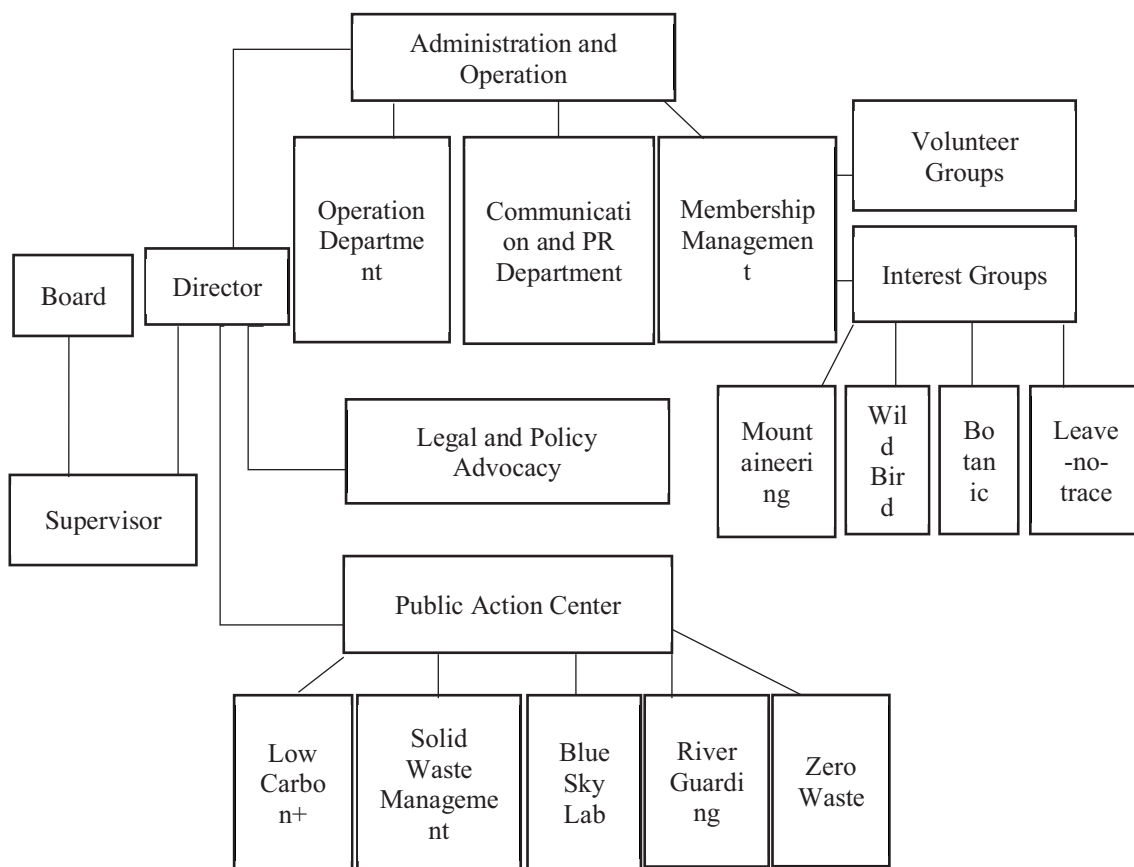 Administration and
Operation
Volunteer
Groups
Operation
Departme
nt
Communicati
on and PR
Department
Membership
Managemen
t
Board
Director
Interest Groups
Mount
aineeri
ng
Wil
d
Bir
d
Bo
tan
ic
Leave
-no-
trace
Legal and Policy
Advocacy
Supervisor
Public Action Center
Low
Carbo
n+
Solid
Waste
Manageme
nt
Blue
Sky
Lab
River
Guardi
ng
Zero
Waste